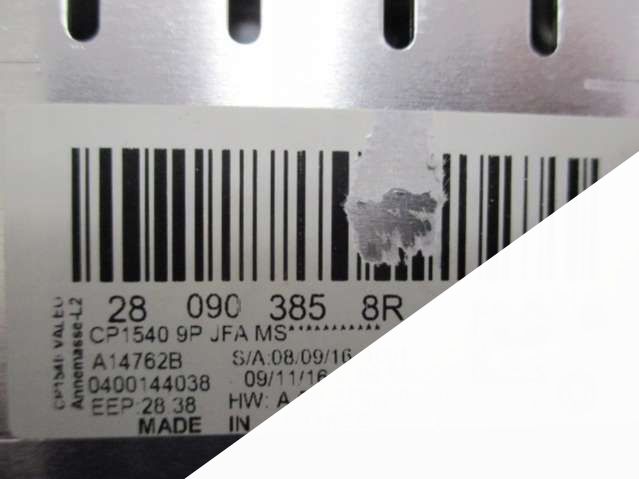 28 090 385 8R
CP1540 9P JFA MS***********
A14762B S/A:08/09/16
0400144038 09/11/16
EEP:28.38 HW: A
MADE IN
CP1540 VALEO
Annemasse-L2